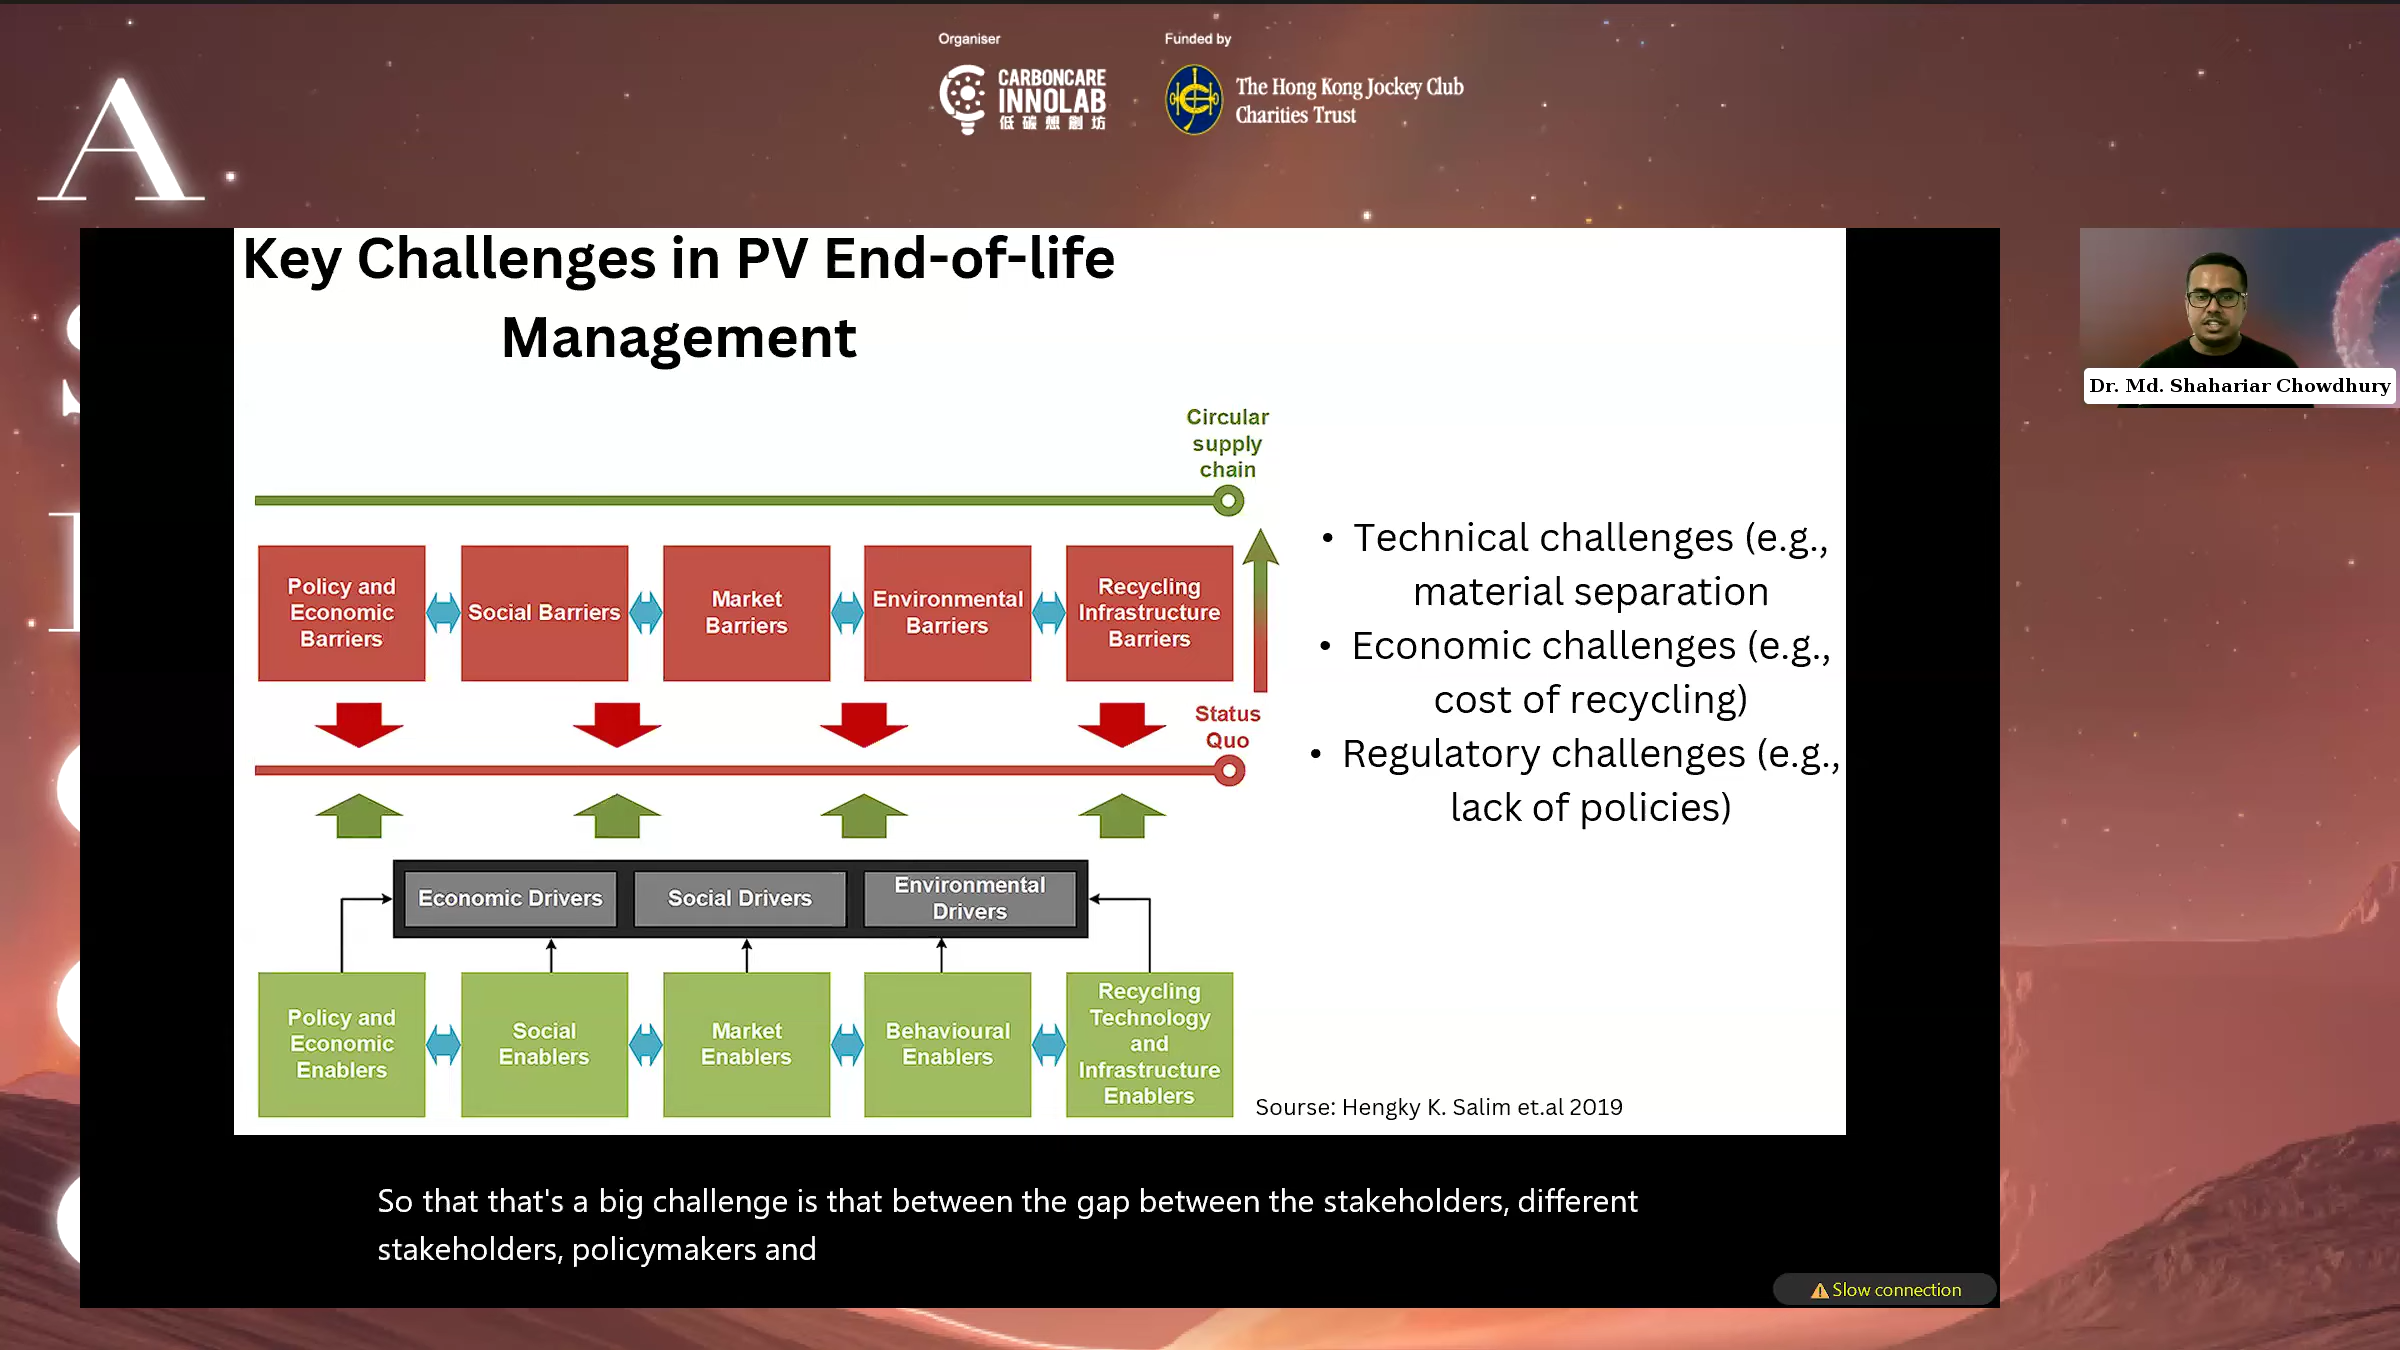 Organiser
Funded by
CARBONCARE
INNOLAB
低碳想創坊
The Hong Kong Jockey Club
Charities Trust
A
Key Challenges in PV End-of-life
Management
Dr. Md. Shahariar Chowdhury
Circular
supply
chain
Policy and
Economic
Barriers
Social Barriers
Market
Barriers
Environmental
Barriers
Recycling
Infrastructure
Barriers
Status
Quo
• Technical challenges (e.g.,
material separation
• Economic challenges (e.g.,
cost of recycling)
• Regulatory challenges (e.g.,
lack of policies)
Economic Drivers
Social Drivers
Environmental
Drivers
Policy and
Economic
Enablers
Social
Enablers
Market
Enablers
Behavioural
Enablers
Recycling
Technology
and
Infrastructure
Enablers
Sourse: Hengky K. Salim et.al 2019
So that that's a big challenge is that between the gap between the stakeholders, different
stakeholders, policymakers and
Slow connection